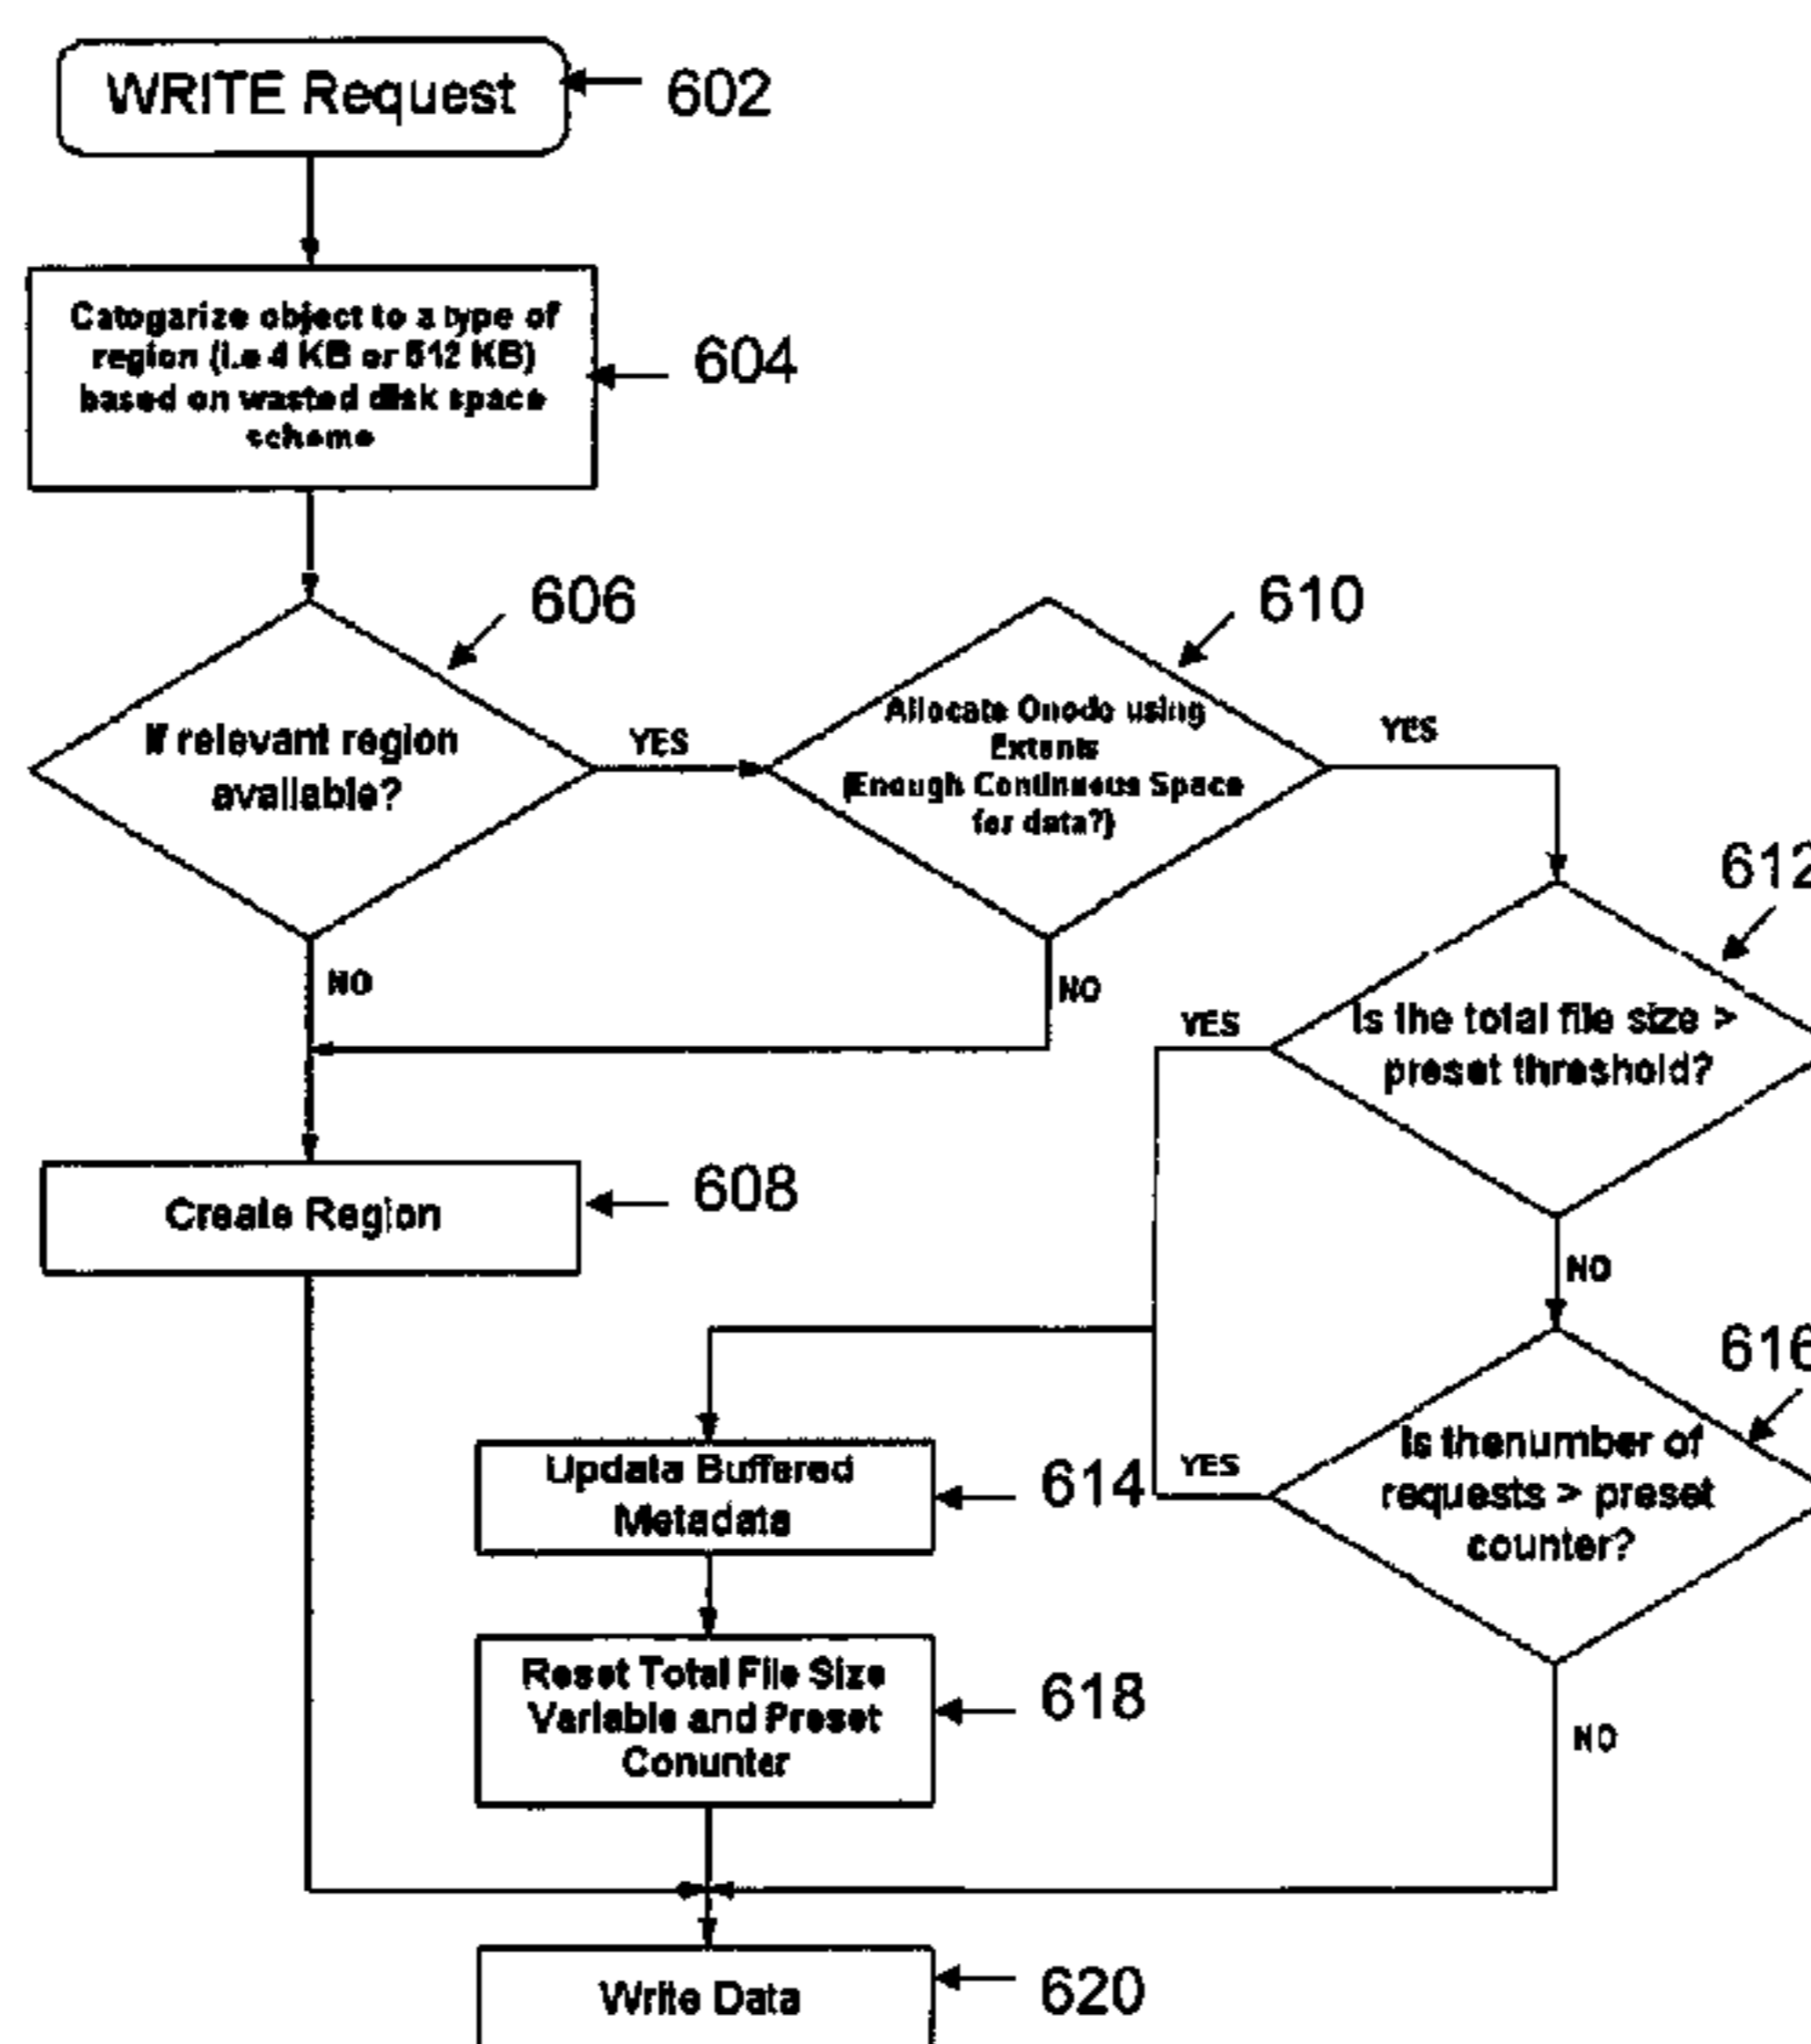 WRITE Request
602
Catogarize object to a type of
region (i.e 4 KB or 512 KB)
based on wasted disk space
scheme
604
606
If relevant region
available?
YES
NO
610
Allocate Onode using
Extents
(Enough Continuous Space
for data?)
YES
NO
612
Is the total file size >
preset threshold?
YES
NO
Create Region
608
616
Is thenumber of
requests > preset
counter?
YES
NO
Update Buffered
Metadata
614
Reset Total File Size
Variable and Preset
Conunter
618
Write Data
620